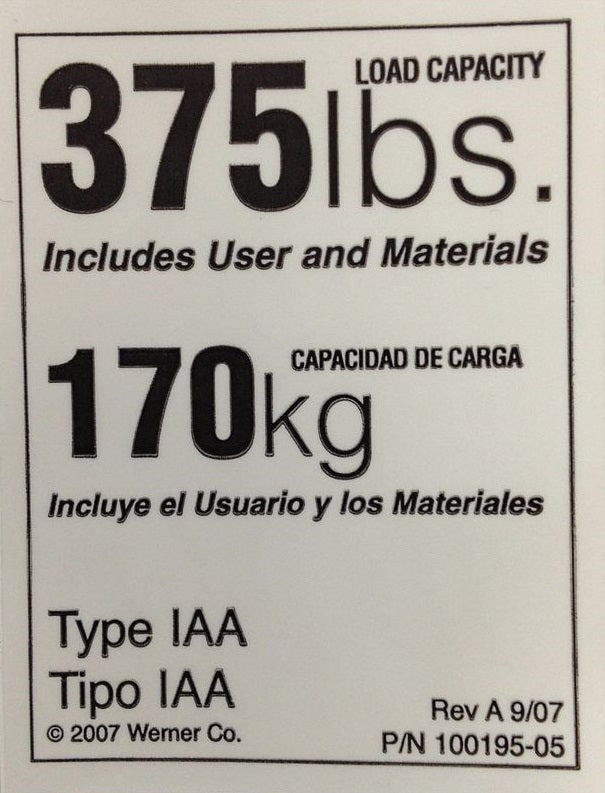 LOAD CAPACITY
375lbs.
Includes User and Materials
CAPACIDAD DE CARGA
170kg
Incluye el Usuario y los Materiales
Type IAA
Tipo IAA
© 2007 Werner Co.
Rev A 9/07
P/N 100195-05